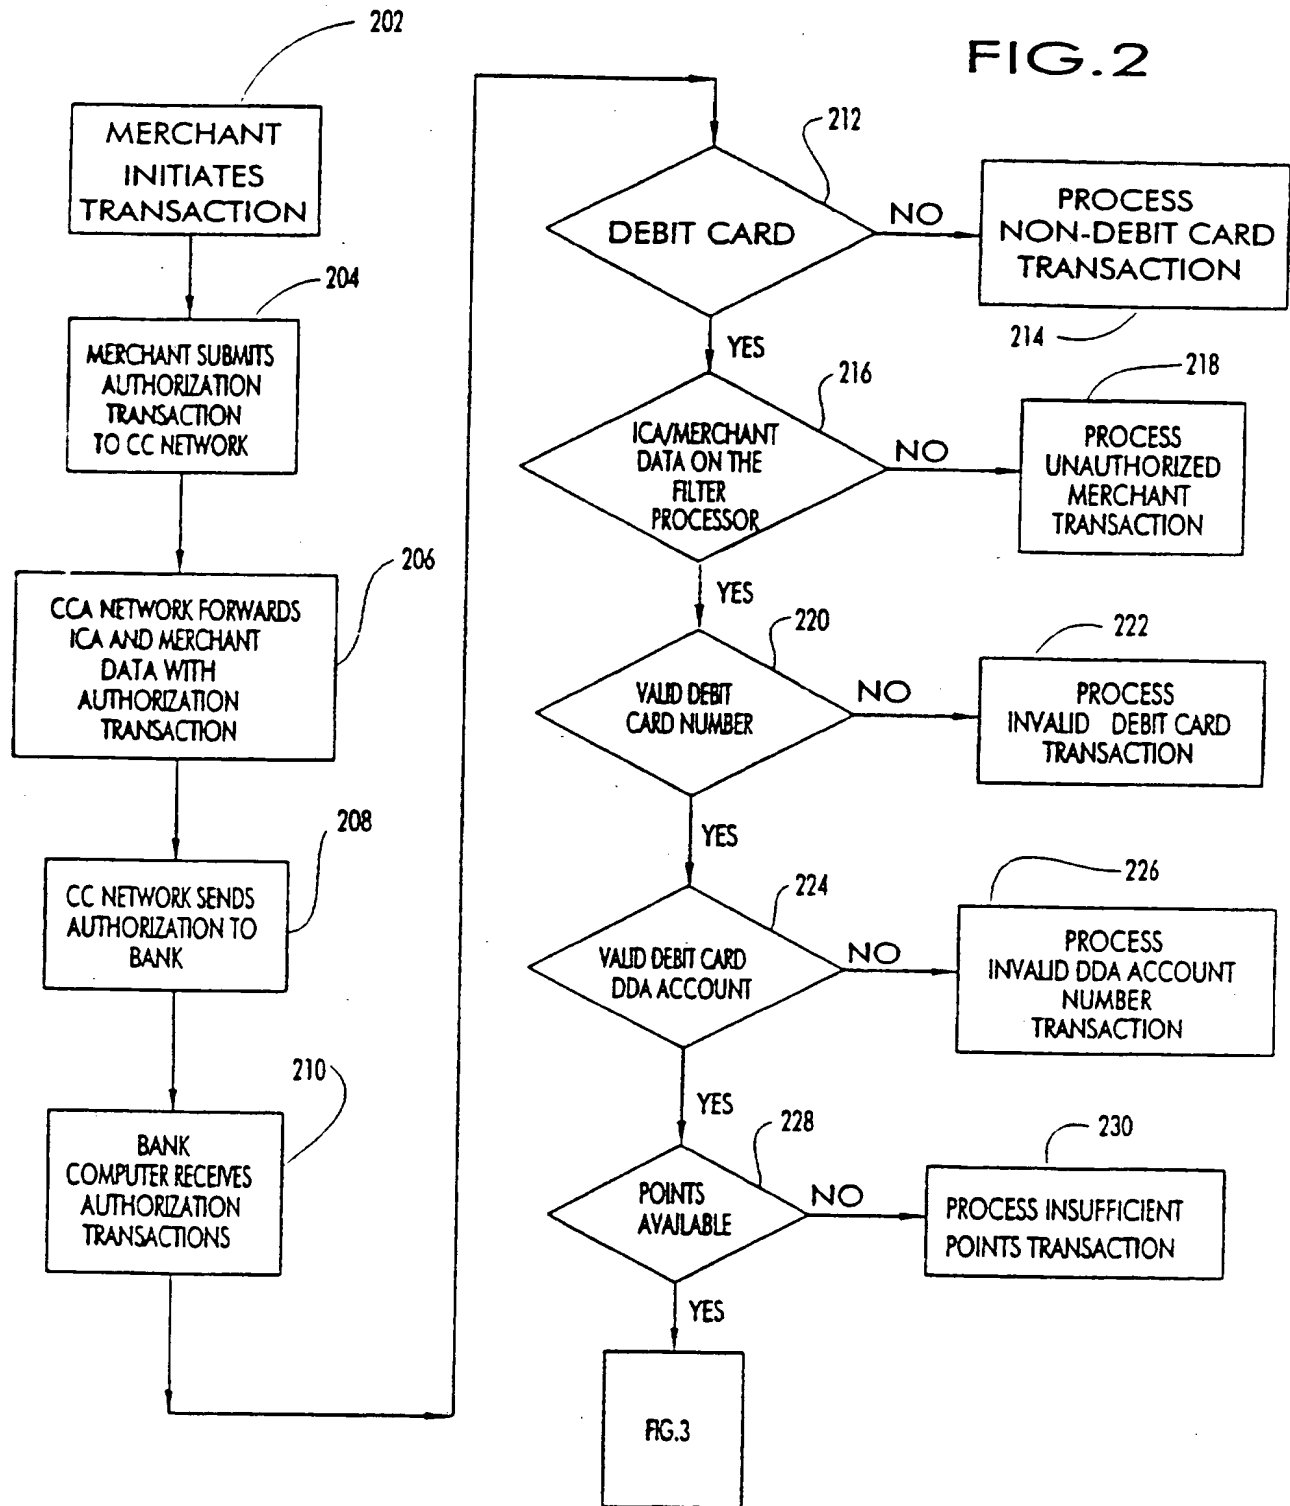 FIG.2
202
MERCHANT
INITIATES
TRANSACTION
204
MERCHANT SUBMITS
AUTHORIZATION
TRANSACTION
TO CC NETWORK
206
CCA NETWORK FORWARDS
ICA AND MERCHANT
DATA WITH
AUTHORIZATION
TRANSACTION
208
CC NETWORK SENDS
AUTHORIZATION TO
BANK
210
BANK
COMPUTER RECEIVES
AUTHORIZATION
TRANSACTIONS
212
DEBIT CARD
NO
PROCESS
NON-DEBIT CARD
TRANSACTION
214
YES
216
ICA/MERCHANT
DATA ON THE
FILTER
PROCESSOR
NO
218
PROCESS
UNAUTHORIZED
MERCHANT
TRANSACTION
YES
220
VALID DEBIT
CARD NUMBER
NO
222
PROCESS
INVALID DEBIT CARD
TRANSACTION
YES
224
VALID DEBIT CARD
DDA ACCOUNT
NO
226
PROCESS
INVALID DDA ACCOUNT
NUMBER
TRANSACTION
YES
228
POINTS
AVAILABLE
NO
230
PROCESS INSUFFICIENT
POINTS TRANSACTION
YES
FIG.3